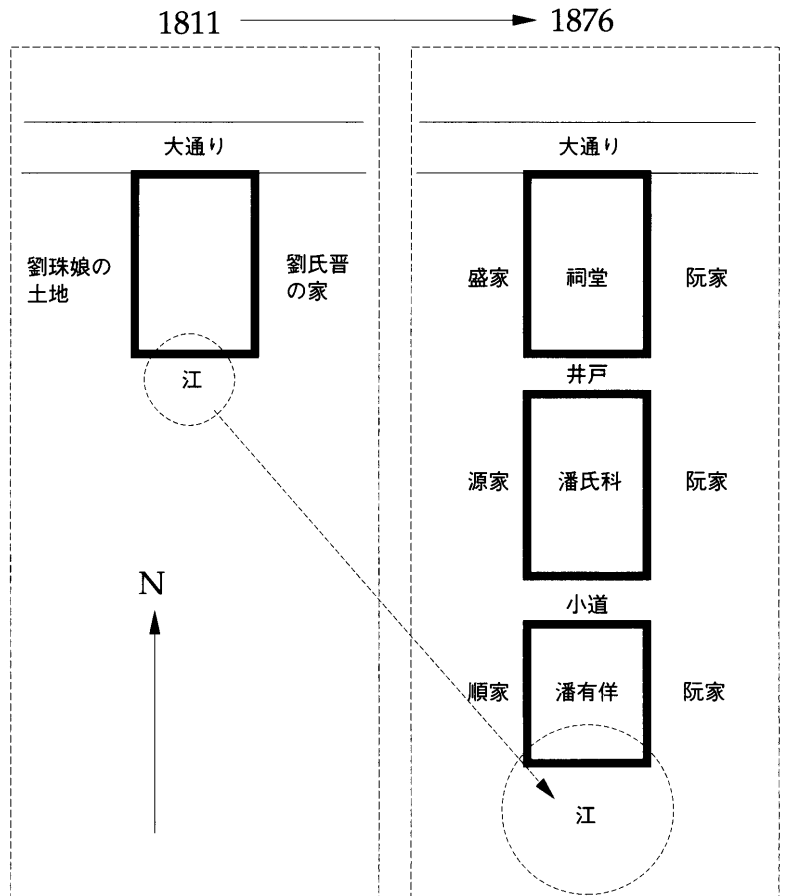 1811
1876
大通り
劉珠娘の
土地
劉氏晋
の家
江
N
大通り
盛家
祠堂
阮家
井戸
源家
潘氏科
阮家
小道
順家
潘有佯
阮家
江